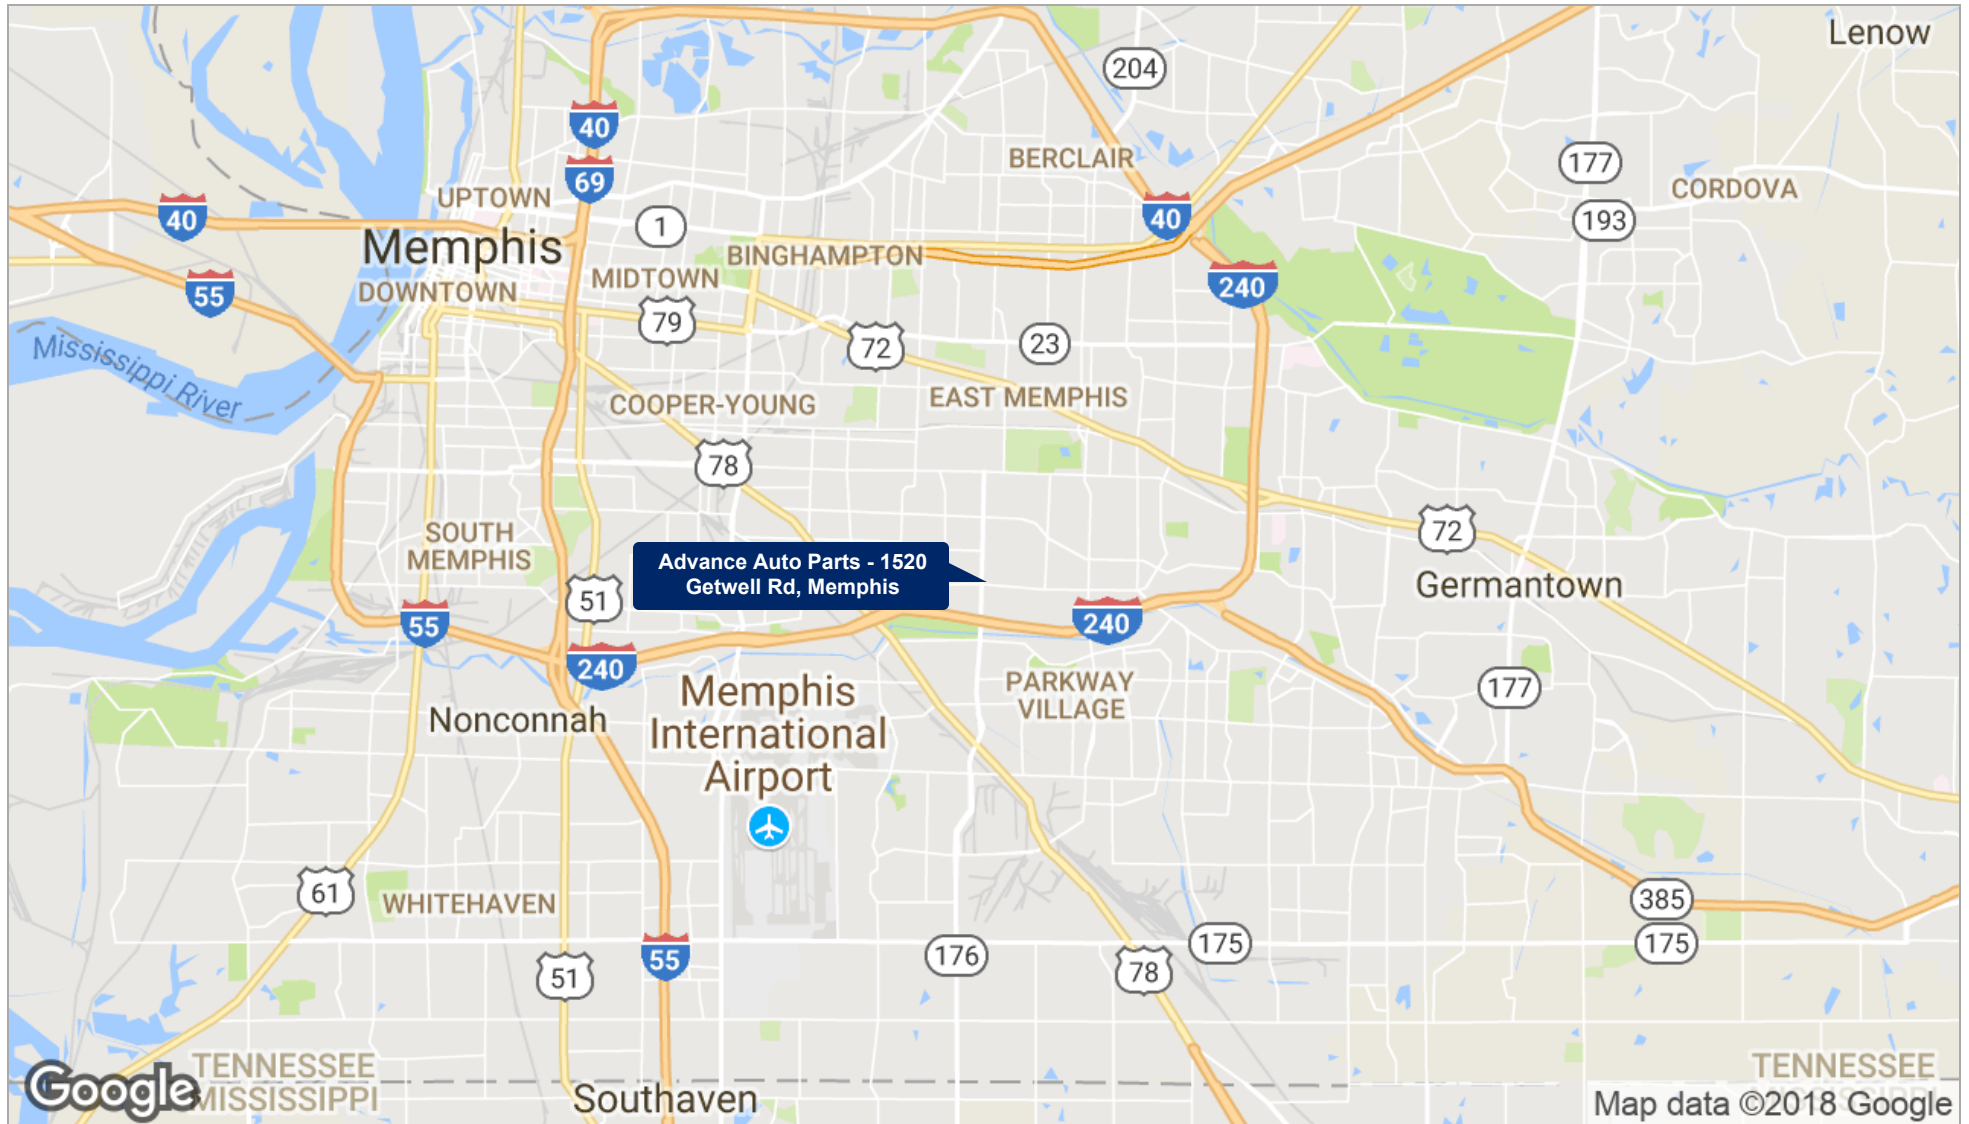 Lenow
204
40
BERCLAIR
177
69
CORDOVA
UPTOWN
40
1
40
193
Memphis
BINGHAMPTON
MIDTOWN
240
55
DOWNTOWN
79
72
23
Mississippi River
EAST MEMPHIS
COOPER-YOUNG
78
72
SOUTH
MEMPHIS
Advance Auto Parts - 1520
Getwell Rd, Memphis
Germantown
51
55
240
240
Memphis
International
Airport
PARKWAY
VILLAGE
177
Nonconnah
61
WHITEHAVEN
385
175
175
55
176
78
51
TENNESSEE
MISSISSIPPI
TENNESSEE
MISSISSIPPI
Google
Southaven
Map data ©2018 Google